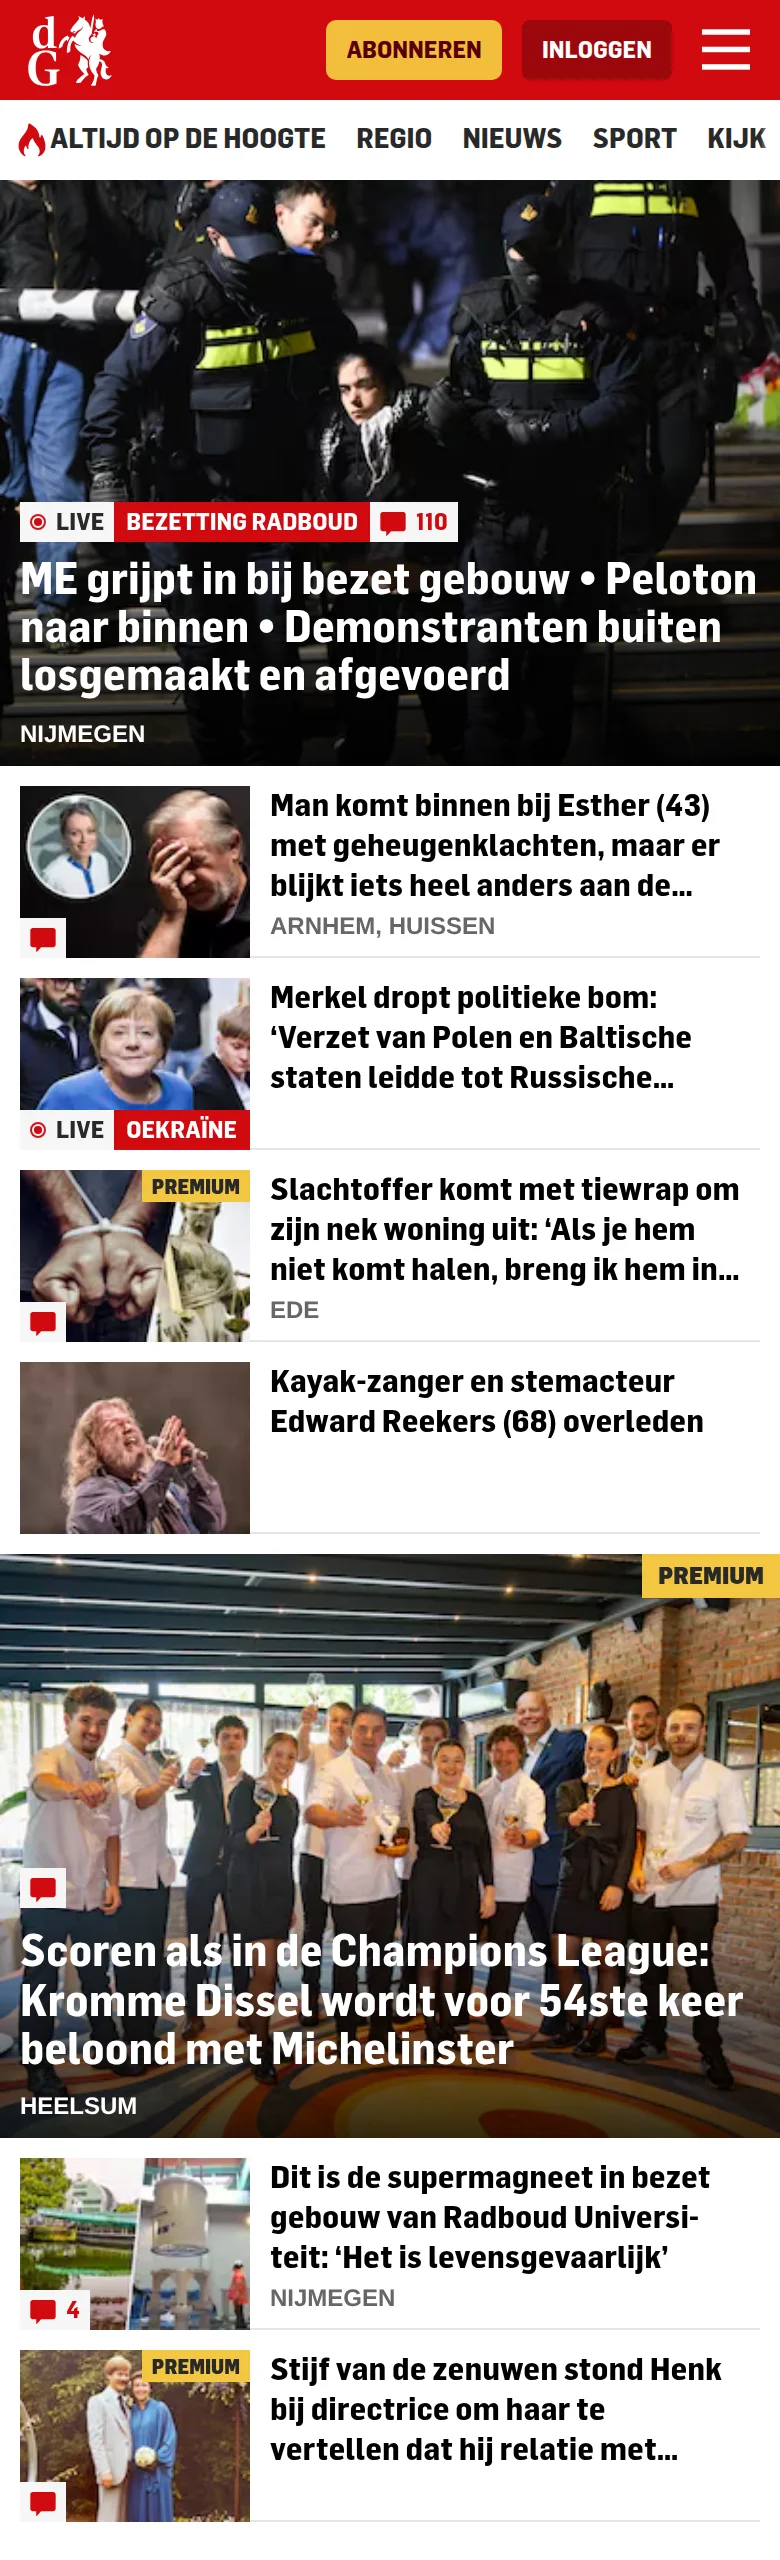 dG
ABONNEREN
INLOGGEN
ALTIJD OP DE HOOGTE REGIO NIEUWS SPORT KIJK
LIVE BEZETTING RADBOUD 110
ME grijpt in bij bezet gebouw • Peloton
naar binnen • Demonstranten buiten
losgemaakt en afgevoerd
NIJMEGEN
Man komt binnen bij Esther (43)
met geheugenklachten, maar er
blijkt iets heel anders aan de...
ARNHEM, HUISSEN
Merkel dropt politieke bom:
‘Verzet van Polen en Baltische
staten leidde tot Russische...
LIVE OEKRAÏNE
PREMIUM
Slachtoffer komt met tiewrap om
zijn nek woning uit: ‘Als je hem
niet komt halen, breng ik hem in...
EDE
Kayak-zanger en stemacteur
Edward Reekers (68) overleden
PREMIUM
Scoren als in de Champions League:
Kromme Dissel wordt voor 54ste keer
beloond met Michelinster
HEELSUM
Dit is de supermagneet in bezet
gebouw van Radboud Universi-
teit: ‘Het is levensgevaarlijk’
NIJMEGEN
4
PREMIUM
Stijf van de zenuwen stond Henk
bij directrice om haar te
vertellen dat hij relatie met...